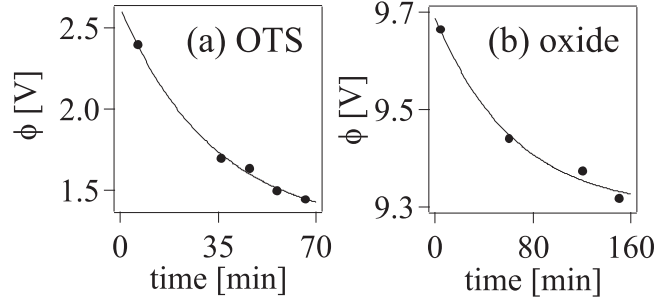 (a) OTS
2.5
2.0
1.5
ϕ [V]
0 35 70
time [min]
(b) oxide
9.7
9.5
9.3
ϕ [V]
0 80 160
time [min]